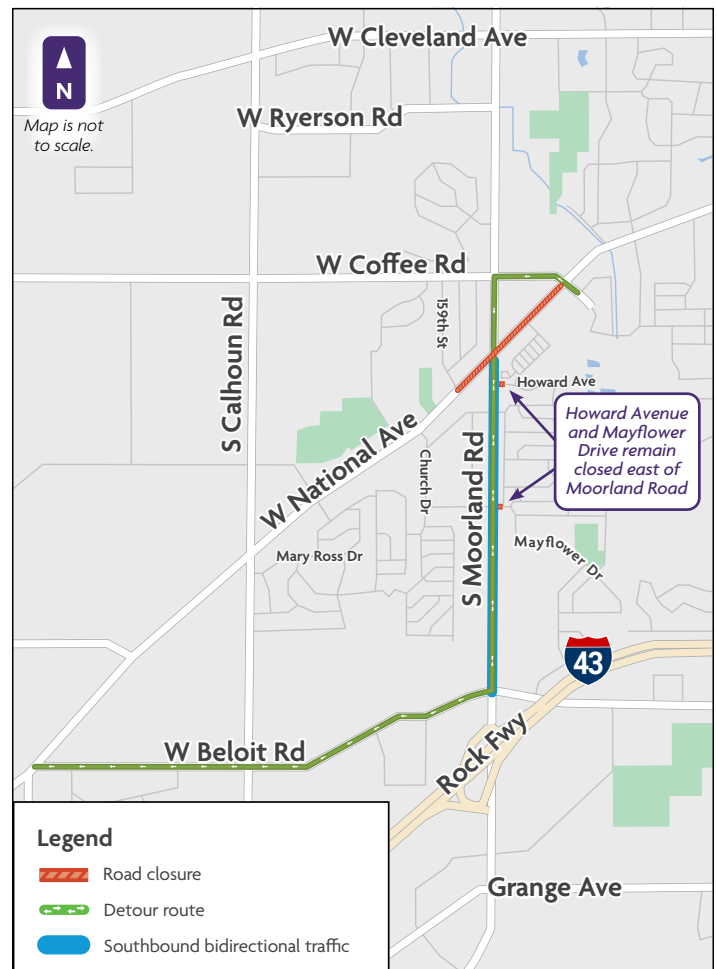 W Cleveland Ave
N
Map is not
to scale.
W Ryerson Rd
W Coffee Rd
S Calhoun Rd
159th St
Howard Ave
Howard Avenue
and Mayflower
Drive remain
closed east of
Moorland Road
W National Ave
Church Dr
S Moorland Rd
Mary Ross Dr
Mayflower Dr
43
Rock Fwy
W Beloit Rd
Legend
Road closure
Detour route
Southbound bidirectional traffic
Grange Ave